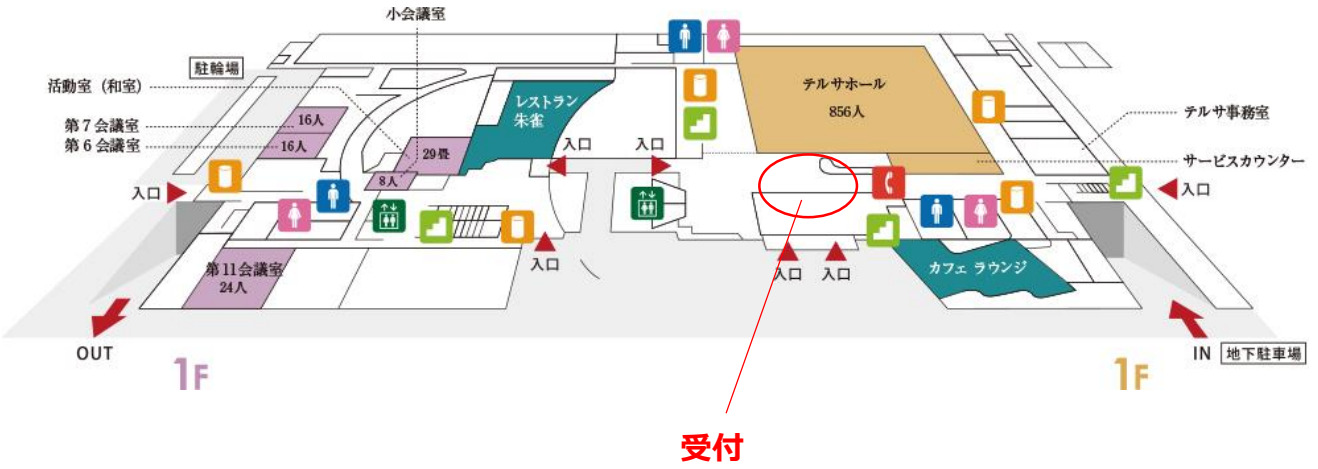 小会議室
駐輪場
活動室（和室）
第7会議室
第6会議室
16人
16人
29畳
8人
レストラン
朱雀
入口
入口
テルサホール
856人
テルサ事務室
サービスカウンター
入口
入口
入口
第11会議室
24人
入口
入口
カフェ ラウンジ
OUT
IN 地下駐車場
1F
1F
受付